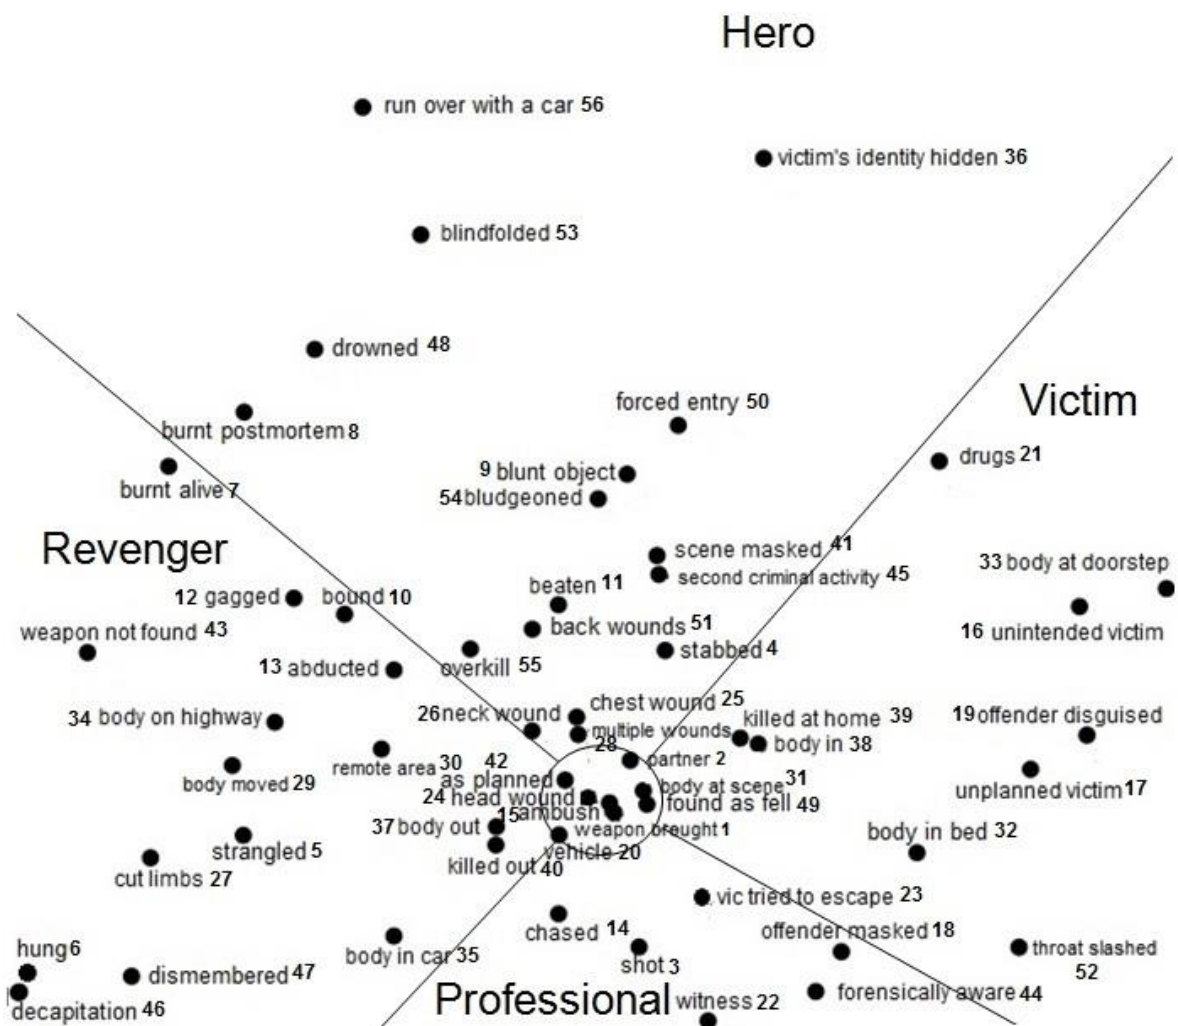 Hero
run over with a car 56
victim's identity hidden 36
blindfolded 53
drowned 48
forced entry 50
Victim
burnt postmortem 8
drugs 21
9 blunt object
burnt alive 7
54 bludgeoned
Revenger
scene masked 41
33 body at doorstep
second criminal activity 45
beaten 11
12 gagged
bound 10
back wounds 51
weapon not found 43
16 unintended victim
stabbed 4
13 abducted
overkill 55
chest wound 25
26 neck wound
34 body on highway
killed at home 39
19 offender disguised
multiple wounds
28
body in 38
partner 2
remote area 30
42
as planned
body moved 29
body at scene 31
unplanned victim 17
24 head wound
found as fell 49
15
ambush
37 body out
weapon brought 1
body in bed 32
strangled 5
vehicle 20
killed out 40
cut limbs 27
vic tried to escape 23
chased 14
offender masked 18
hung 6
body in car 35
shot 3
throat slashed
52
dismembered 47
Professional
witness 22
forensically aware 44
decapitation 46